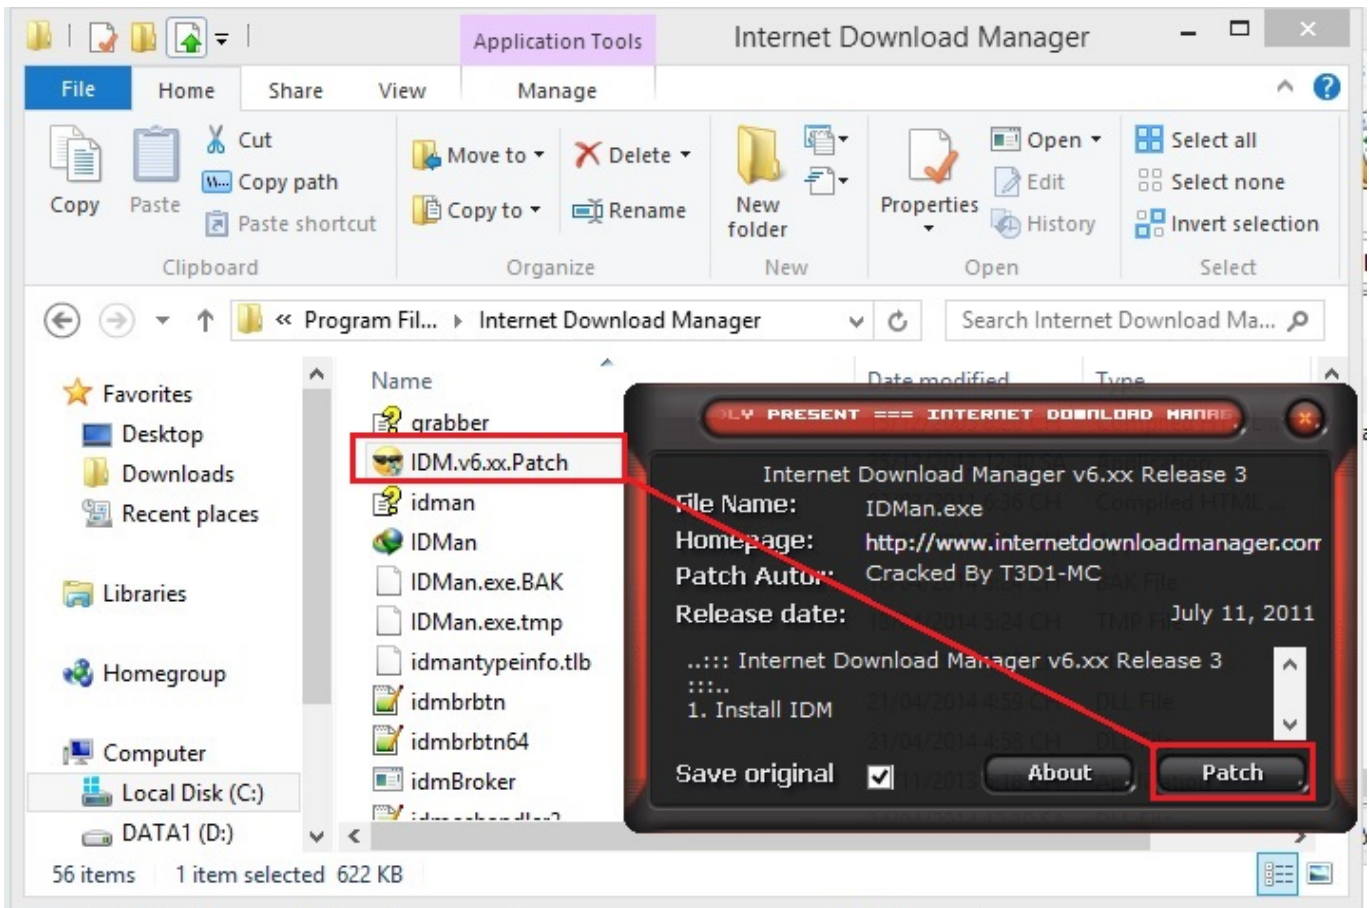 Application Tools
Internet Download Manager
File Home Share View Manage
Copy
Paste
Cut
Copy path
Paste shortcut
Clipboard
Move to
Copy to
Delete
Rename
Organize
New
folder
New
Properties
Open
Edit
History
Open
Select all
Select none
Invert selection
Select
« Program Fil... Internet Download Manager
Search Internet Download Ma...
Favorites
Desktop
Downloads
Recent places
Libraries
Homegroup
Computer
Local Disk (C:)
DATA1 (D:)
Name Date modified Type
grabber
IDM.v6.xx.Patch
idman
IDMan
IDMan.exe.BAK
IDMan.exe.tmp
idmantypeinfo.tlb
idmbrbtn
idmbrbtn64
idmBroker
PRESENT === INTERNET DOWNLOAD
Internet Download Manager v6.xx Release 3
File Name: IDMan.exe
Homepage: http://www.internetdownloadmanager.com
Patch Autor: Cracked By T3D1-MC
Release date: July 11, 2011
..::: Internet Download Manager v6.xx Release 3
:::..
1. Install IDM
Save original
About
Patch
56 items 1 item selected 622 KB